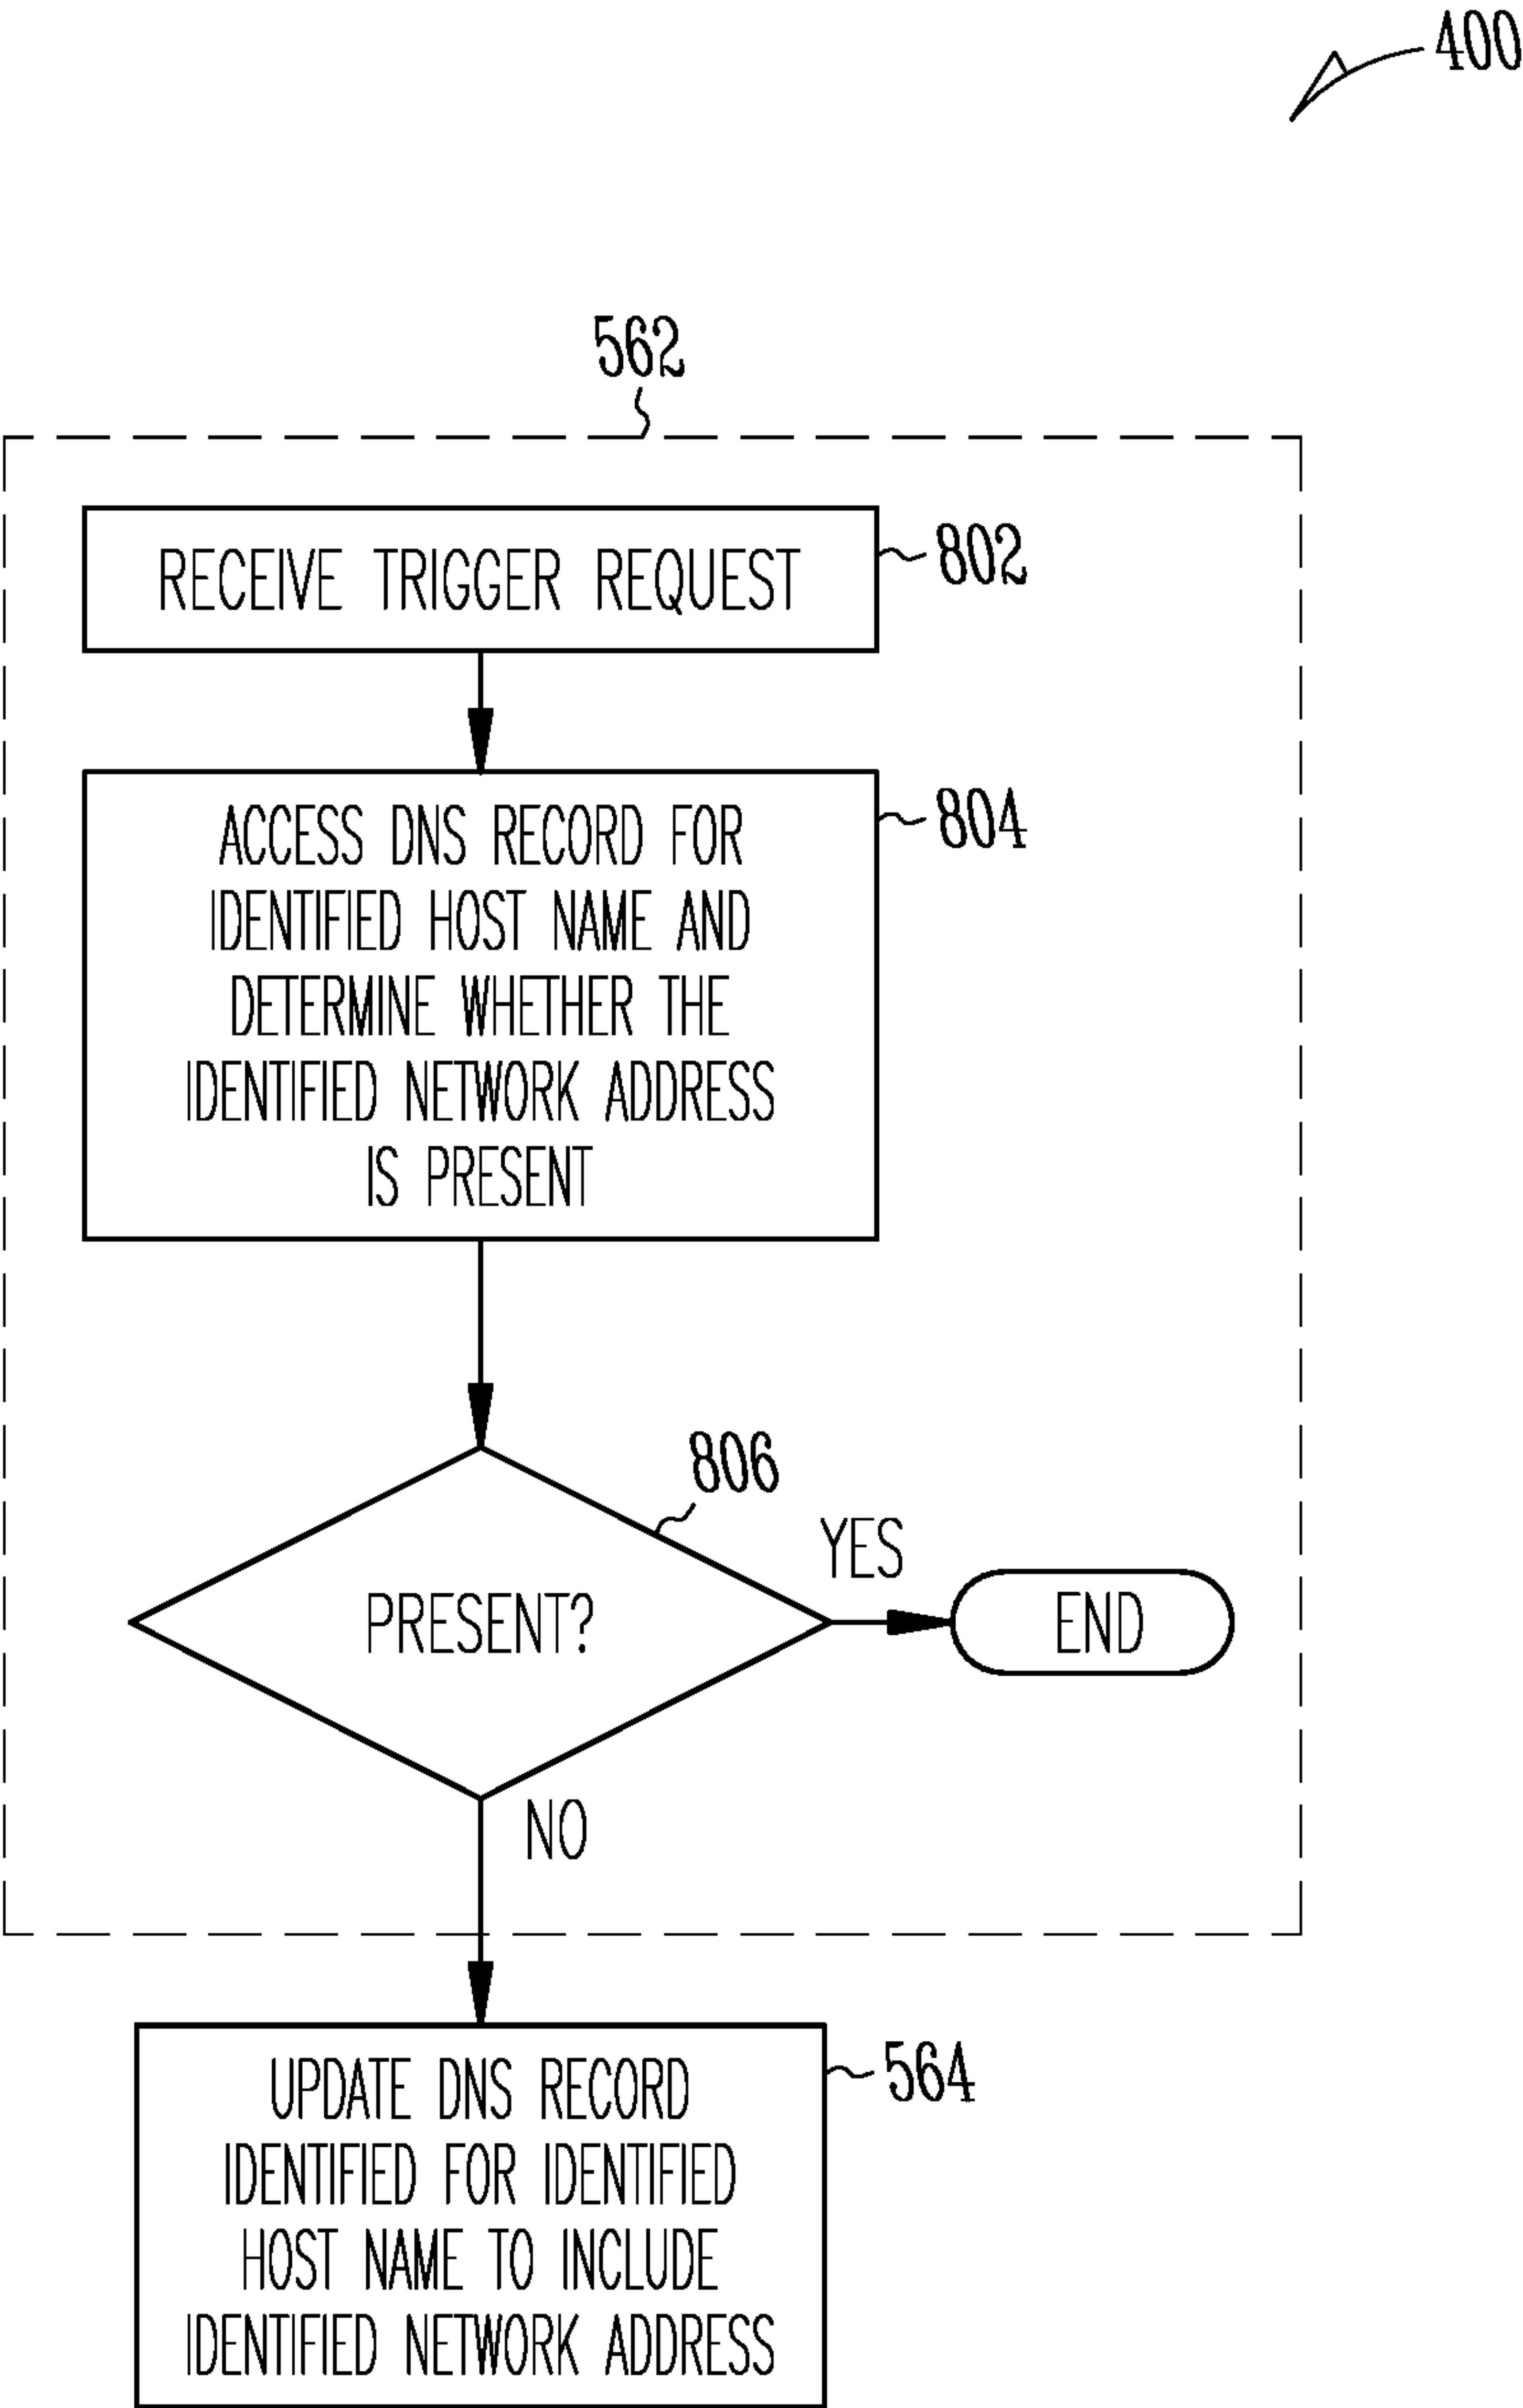 400
562
RECEIVE TRIGGER REQUEST
802
ACCESS DNS RECORD FOR
IDENTIFIED HOST NAME AND
DETERMINE WHETHER THE
IDENTIFIED NETWORK ADDRESS
IS PRESENT
804
806
PRESENT?
YES
END
NO
UPDATE DNS RECORD
IDENTIFIED FOR IDENTIFIED
HOST NAME TO INCLUDE
IDENTIFIED NETWORK ADDRESS
564